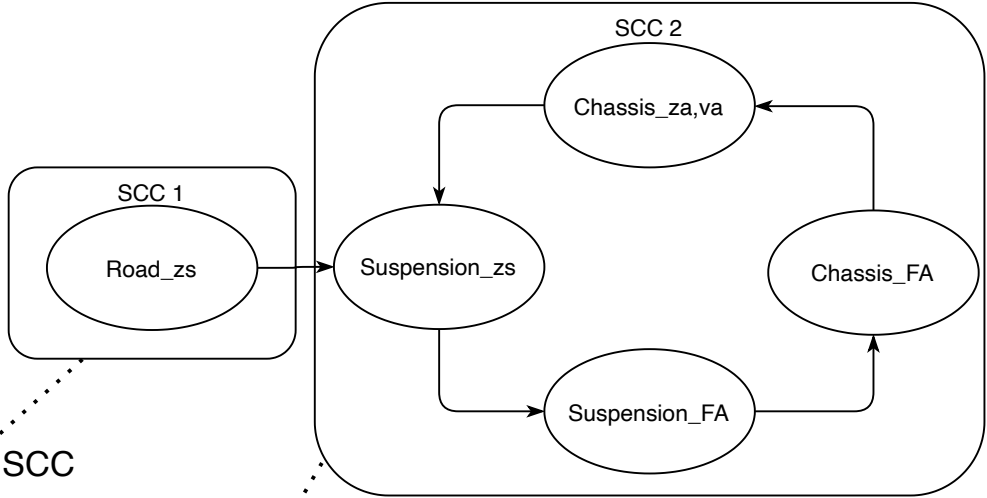 SCC 2
Chassis_za,va
SCC 1
Road_zs
Suspension_zs
Chassis_FA
Suspension_FA
SCC